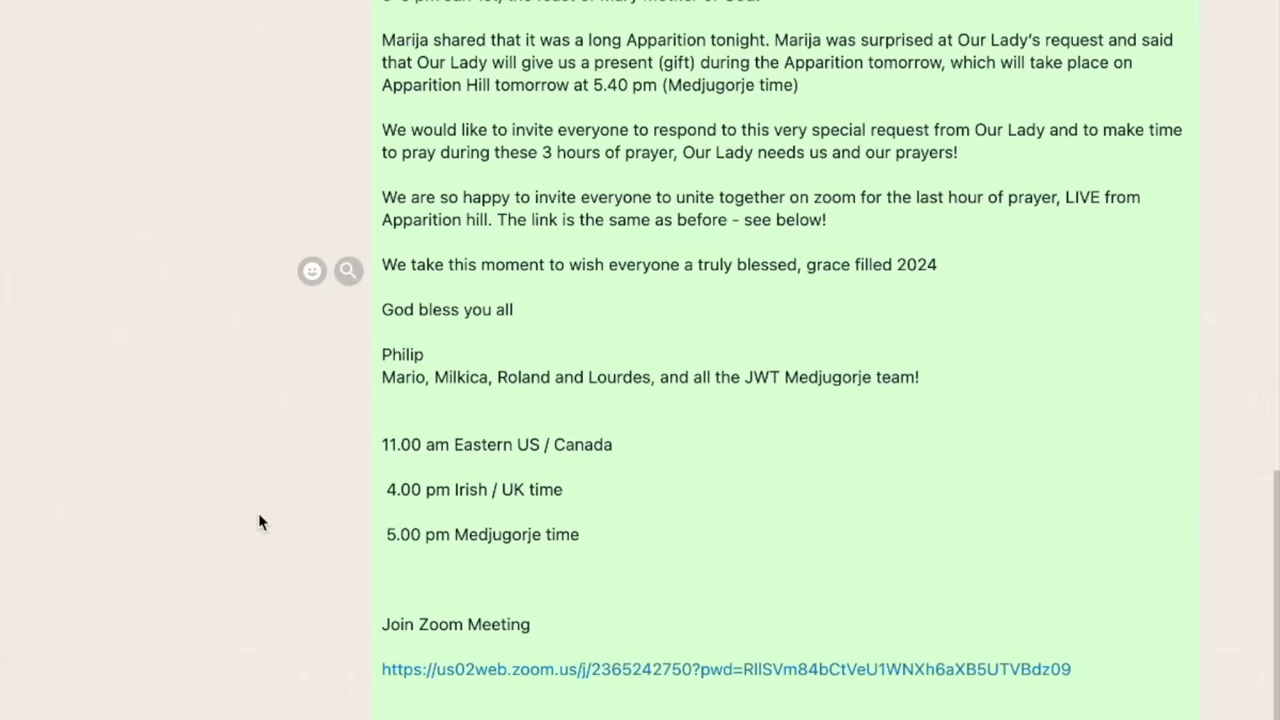 Marija shared that it was a long Apparition tonight. Marija was surprised at Our Lady's request and said
that Our Lady will give us a present (gift) during the Apparition tomorrow, which will take place on
Apparition Hill tomorrow at 5.40 pm (Medjugorje time)
We would like to invite everyone to respond to this very special request from Our Lady and to make time
to pray during these 3 hours of prayer, Our Lady needs us and our prayers!
We are so happy to invite everyone to unite together on zoom for the last hour of prayer, LIVE from
Apparition hill. The link is the same as before - see below!
We take this moment to wish everyone a truly blessed, grace filled 2024
God bless you all
Philip
Mario, Milkica, Roland and Lourdes, and all the JWT Medjugorje team!
11.00 am Eastern US / Canada
4.00 pm Irish / UK time
5.00 pm Medjugorje time
Join Zoom Meeting
https://us02web.zoom.us/j/2365242750?pwd=RllSVm84bCtVeU1WNXh6aXB5UTVBdz09